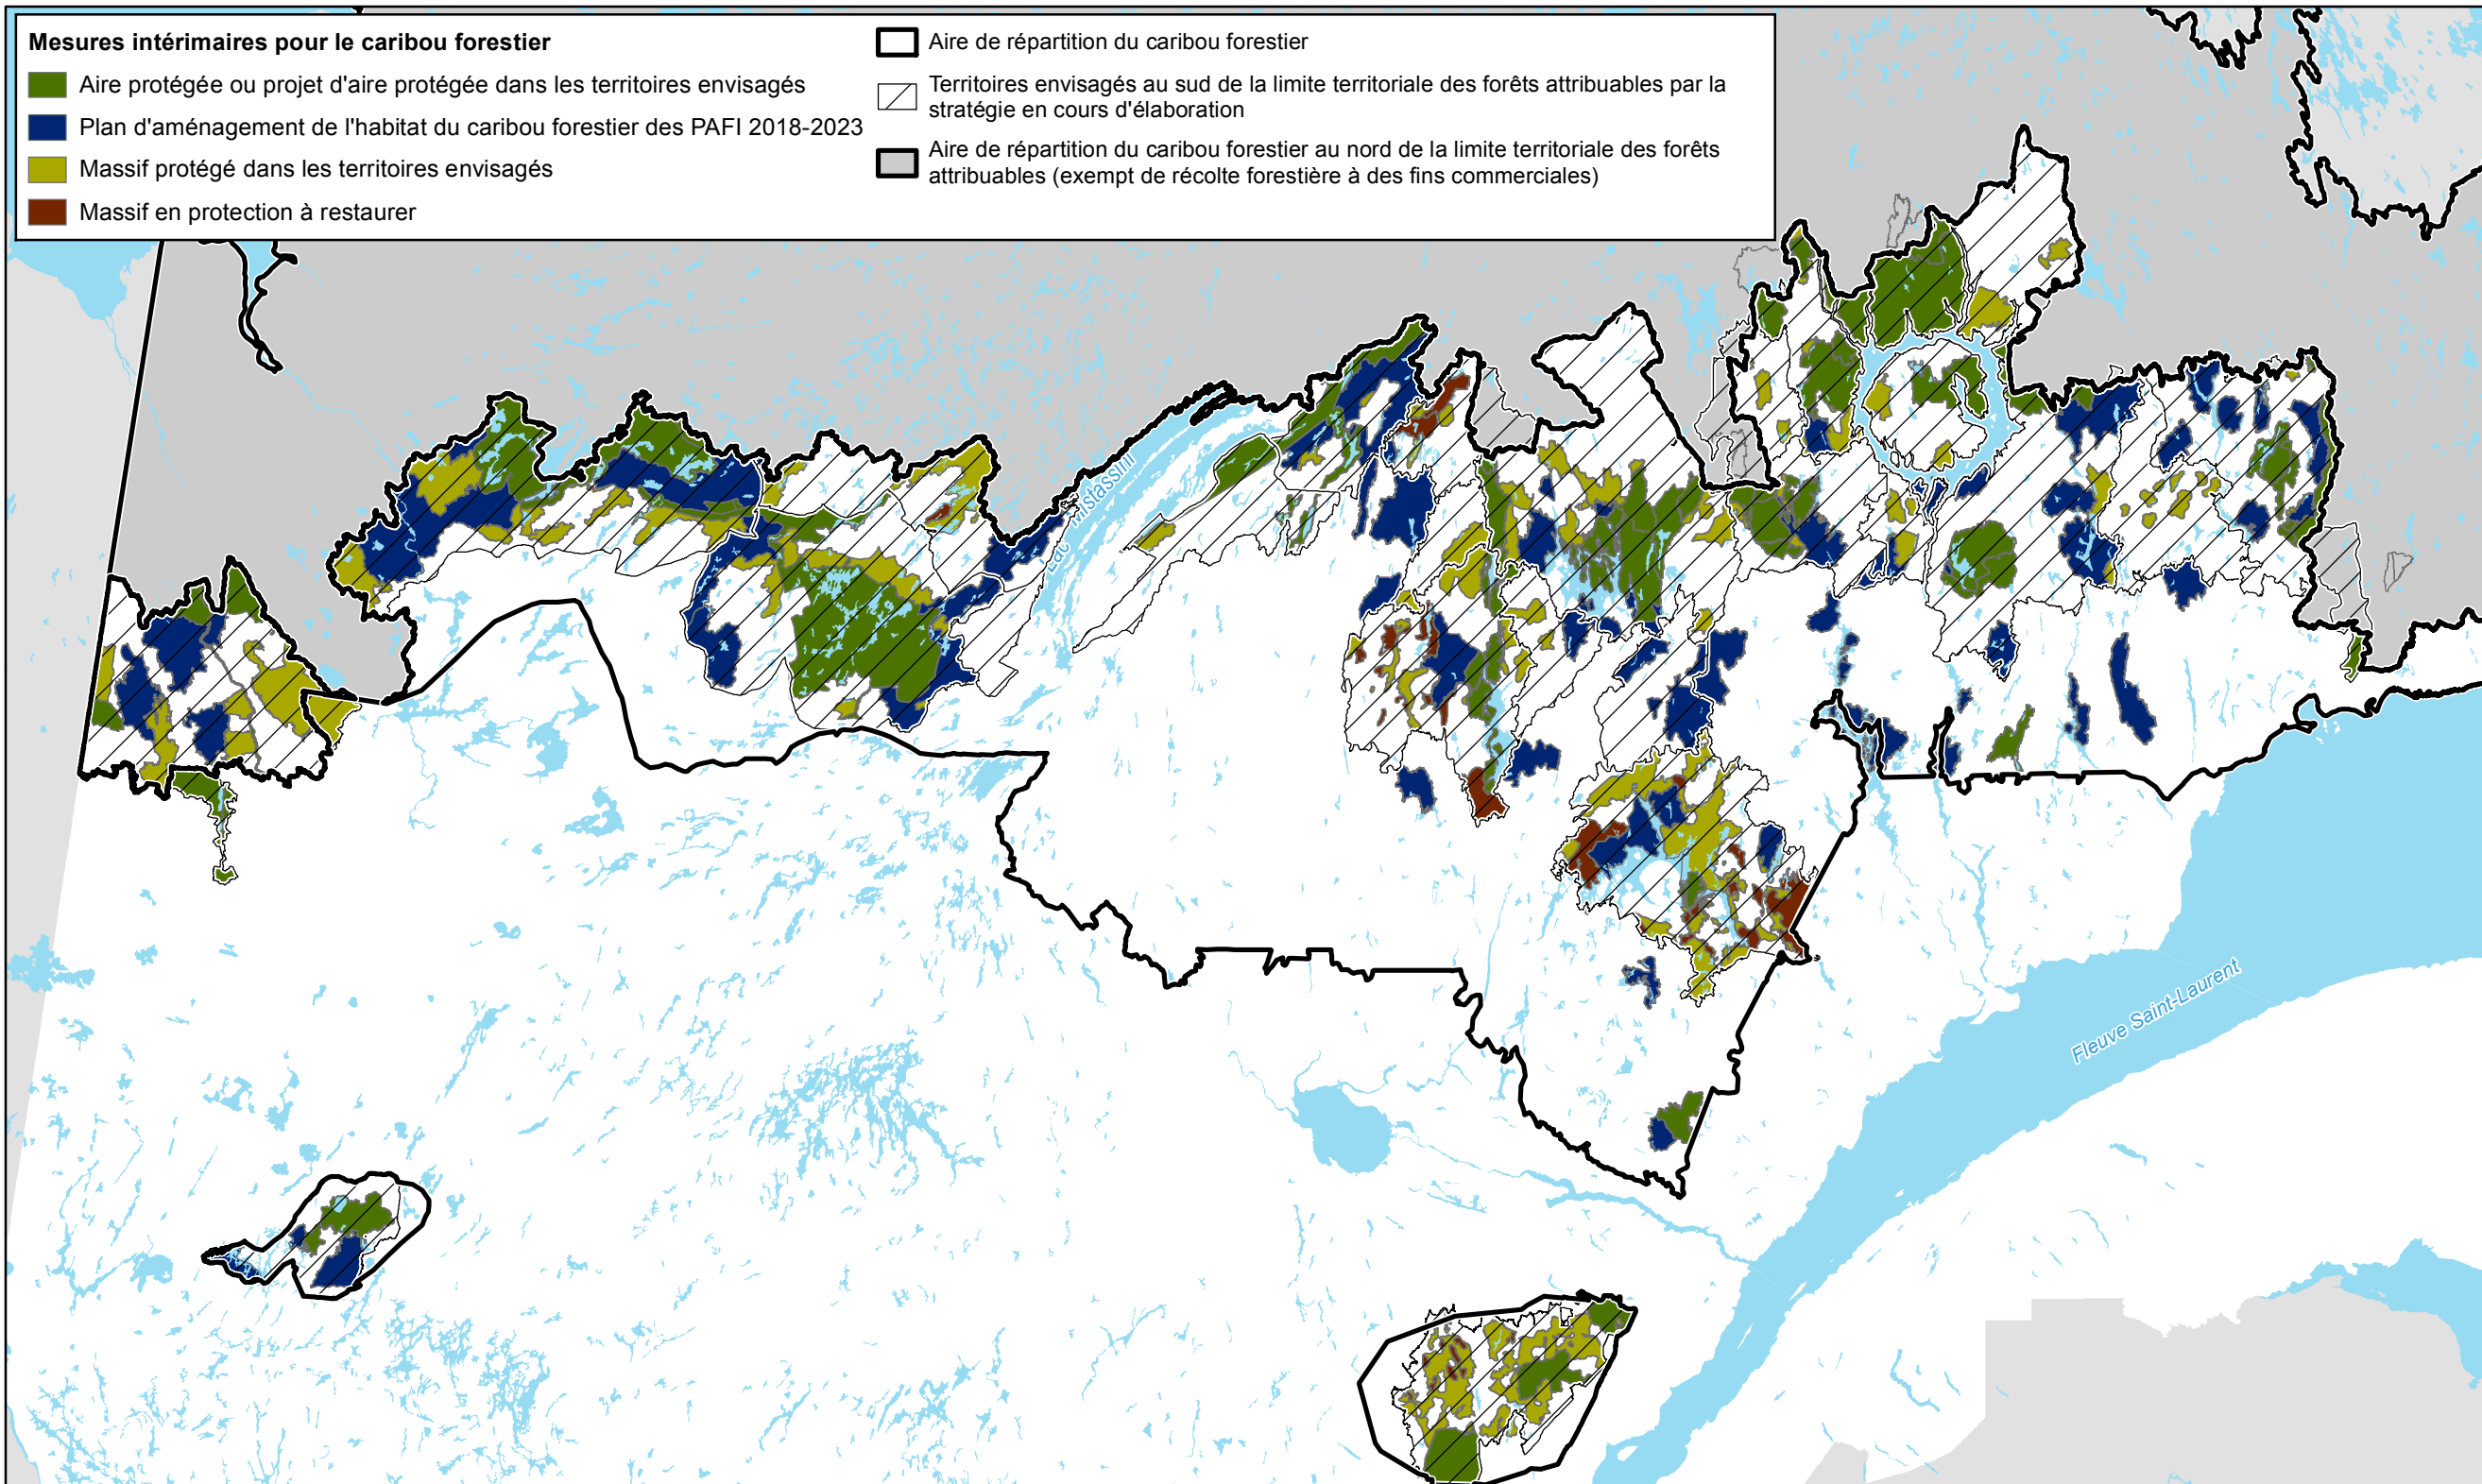 Mesures intérimaires pour le caribou forestier
Aire protégée ou projet d'aire protégée dans les territoires envisagés
Plan d'aménagement de l'habitat du caribou forestier des PAFI 2018-2023
Massif protégé dans les territoires envisagés
Massif en protection à restaurer
Aire de répartition du caribou forestier
Territoires envisagés au sud de la limite territoriale des forêts attribuables par la
stratégie en cours d'élaboration
Aire de répartition du caribou forestier au nord de la limite territoriale des forêts
attribuables (exempt de récolte forestière à des fins commerciales)
Lac Mistassini
Fleuve Saint-Laurent